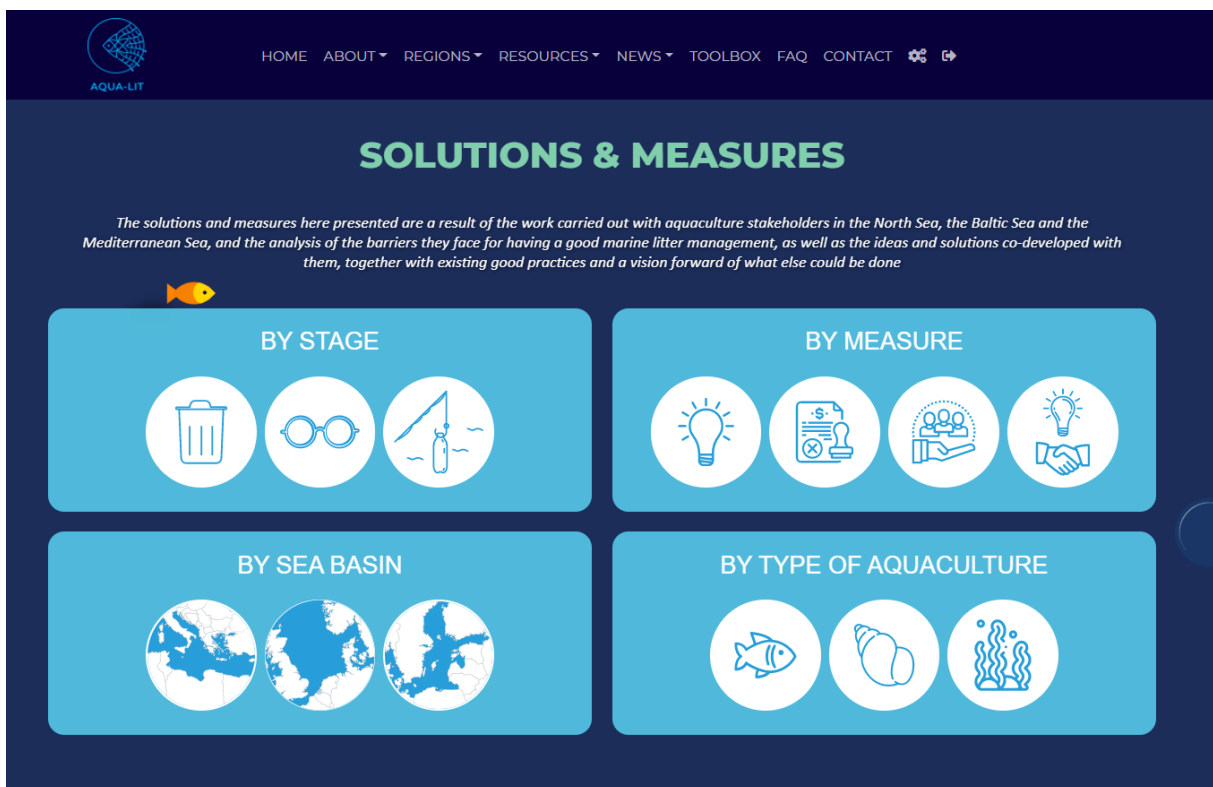 AQUA-LIT
HOME ABOUT REGIONS RESOURCES NEWS TOOLBOX FAQ CONTACT
SOLUTIONS & MEASURES
The solutions and measures here presented are a result of the work carried out with aquaculture stakeholders in the North Sea, the Baltic Sea and the
Mediterranean Sea, and the analysis of the barriers they face for having a good marine litter management, as well as the ideas and solutions co-developed with
them, together with existing good practices and a vision forward of what else could be done
BY STAGE
BY MEASURE
$
BY SEA BASIN
BY TYPE OF AQUACULTURE